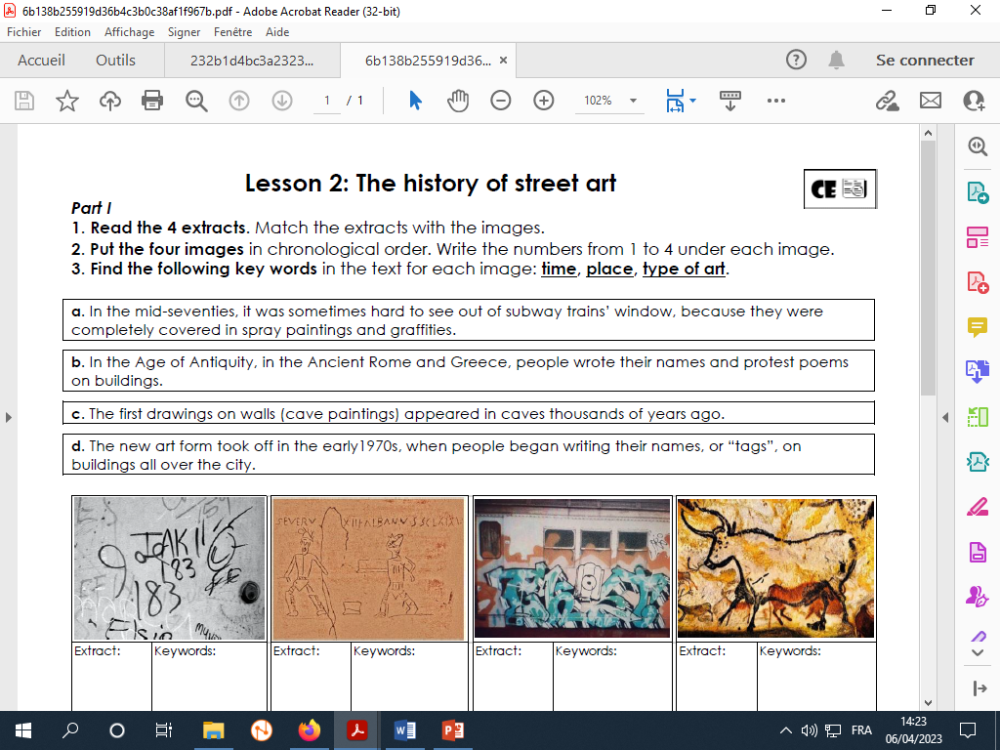 6b138b255919d36b4c3b0c38af1f967b.pdf - Adobe Acrobat Reader (32-bit)
Fichier Edition Affichage Signer Fenêtre Aide
Accueil Outils 232b1d4bc3a2323... 6b138b255919d36... × Se connecter
1 / 1 102%
Lesson 2: The history of street art
CE
Part I
1. Read the 4 extracts. Match the extracts with the images.
2. Put the four images in chronological order. Write the numbers from 1 to 4 under each image.
3. Find the following key words in the text for each image: time, place, type of art.
a. In the mid-seventies, it was sometimes hard to see out of subway trains' window, because they were
completely covered in spray paintings and graffities.
b. In the Age of Antiquity, in the Ancient Rome and Greece, people wrote their names and protest poems
on buildings.
c. The first drawings on walls (cave paintings) appeared in caves thousands of years ago.
d. The new art form took off in the early1970s, when people began writing their names, or “tags”, on
buildings all over the city.
183
183
Extract: Keywords: Extract: Keywords: Extract: Keywords: Extract: Keywords:
FRA
14:23
06/04/2023